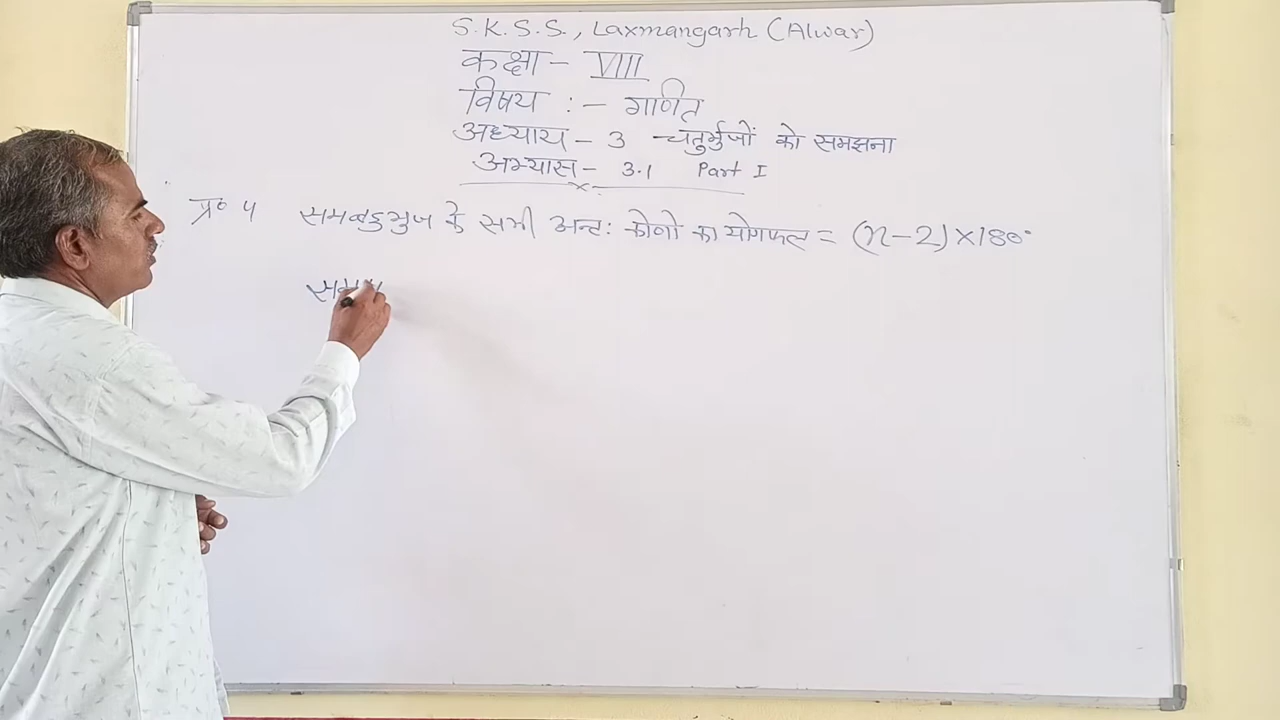 S.K.S.S., Laxmangarh (Alwar)
कक्षा - VIII
विषय :- गणित
अध्याय - 3 चतुर्भुजों को समझना
अभ्यास - 3.1 Part I
प्र० 4 समबहुभुज के सभी अन्त: कोणो का योगफल = (n-2)×180°